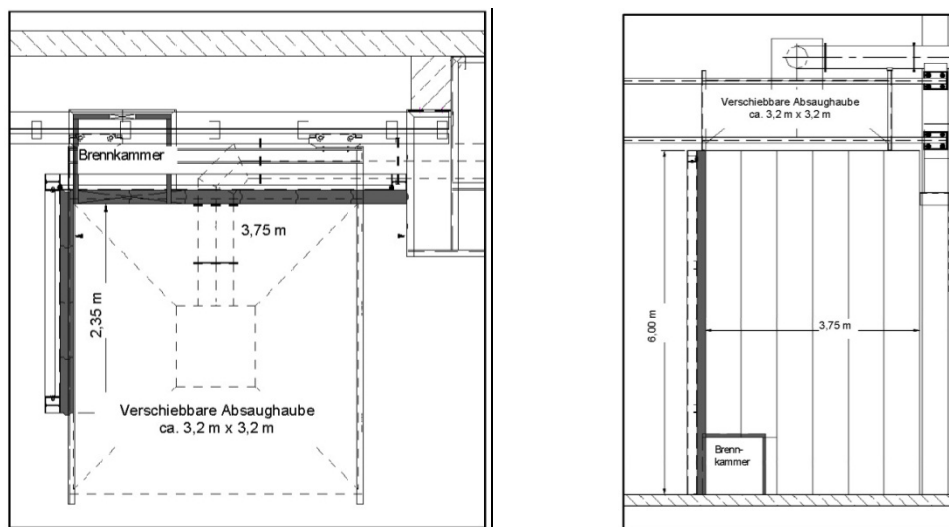 Brennkammer
3,75 m
2,35 m
Verschiebbare Absaughaube
ca. 3,2 m x 3,2 m
Verschiebbare Absaughaube
ca. 3,2 m x 3,2 m
6,00 m
3,75 m
Brenn-
kammer